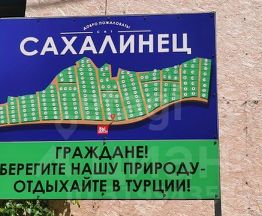 ДОБРО ПОЖАЛОВАТЬ!
СНТ
САХАЛИНЕЦ
ГРАЖДАНЕ!
БЕРЕГИТЕ НАШУ ПРИРОДУ-
ОТДЫХАЙТЕ В ТУРЦИИ!